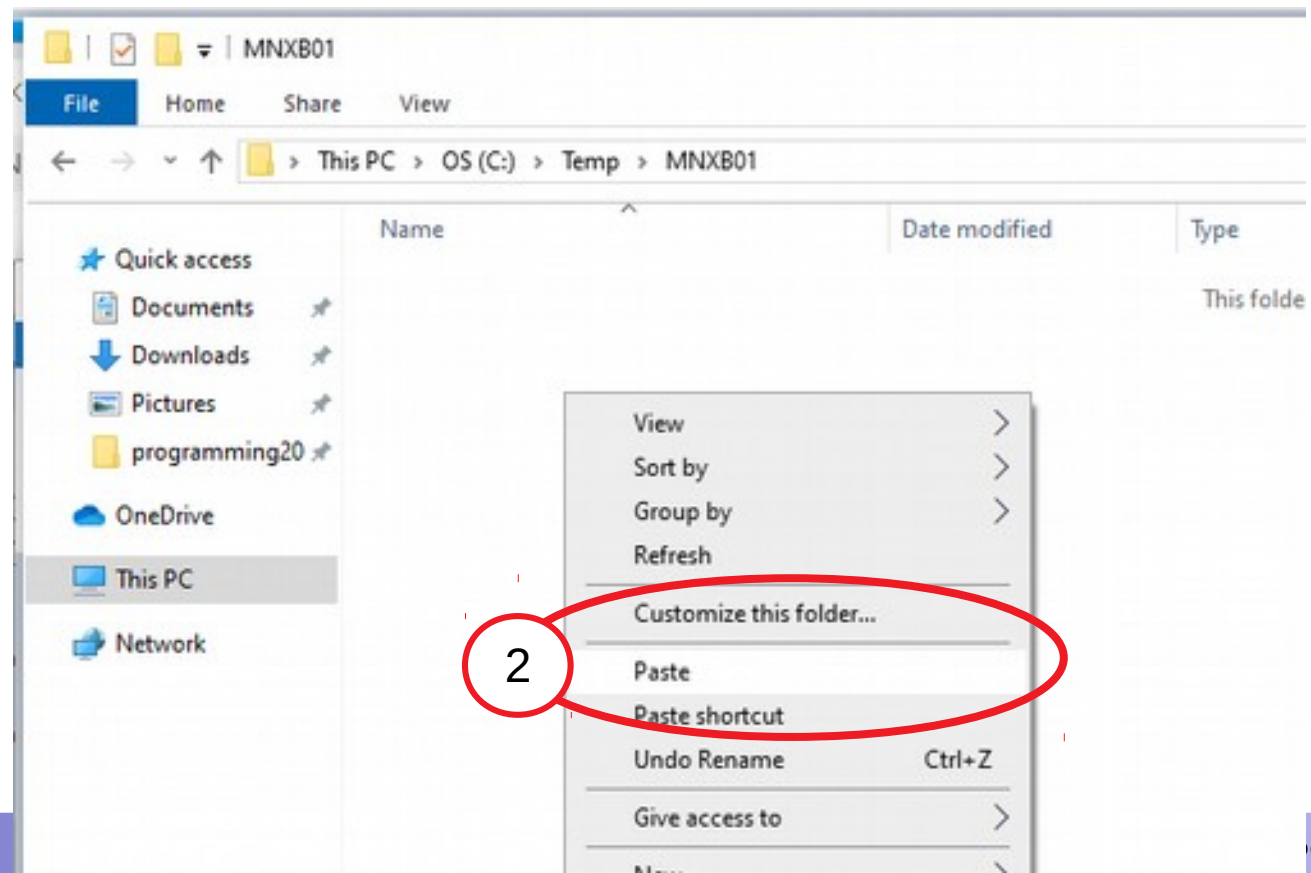 MNXB01
File Home Share View
This PC > OS (C:) > Temp > MNXB01
Name Date modified Type
Quick access
This folde
Documents
Downloads
Pictures
programming20
OneDrive
This PC
Network
View
Sort by
Group by
Refresh
Customize this folder...
2
Paste
Paste shortcut
Undo Rename Ctrl+Z
Give access to
New